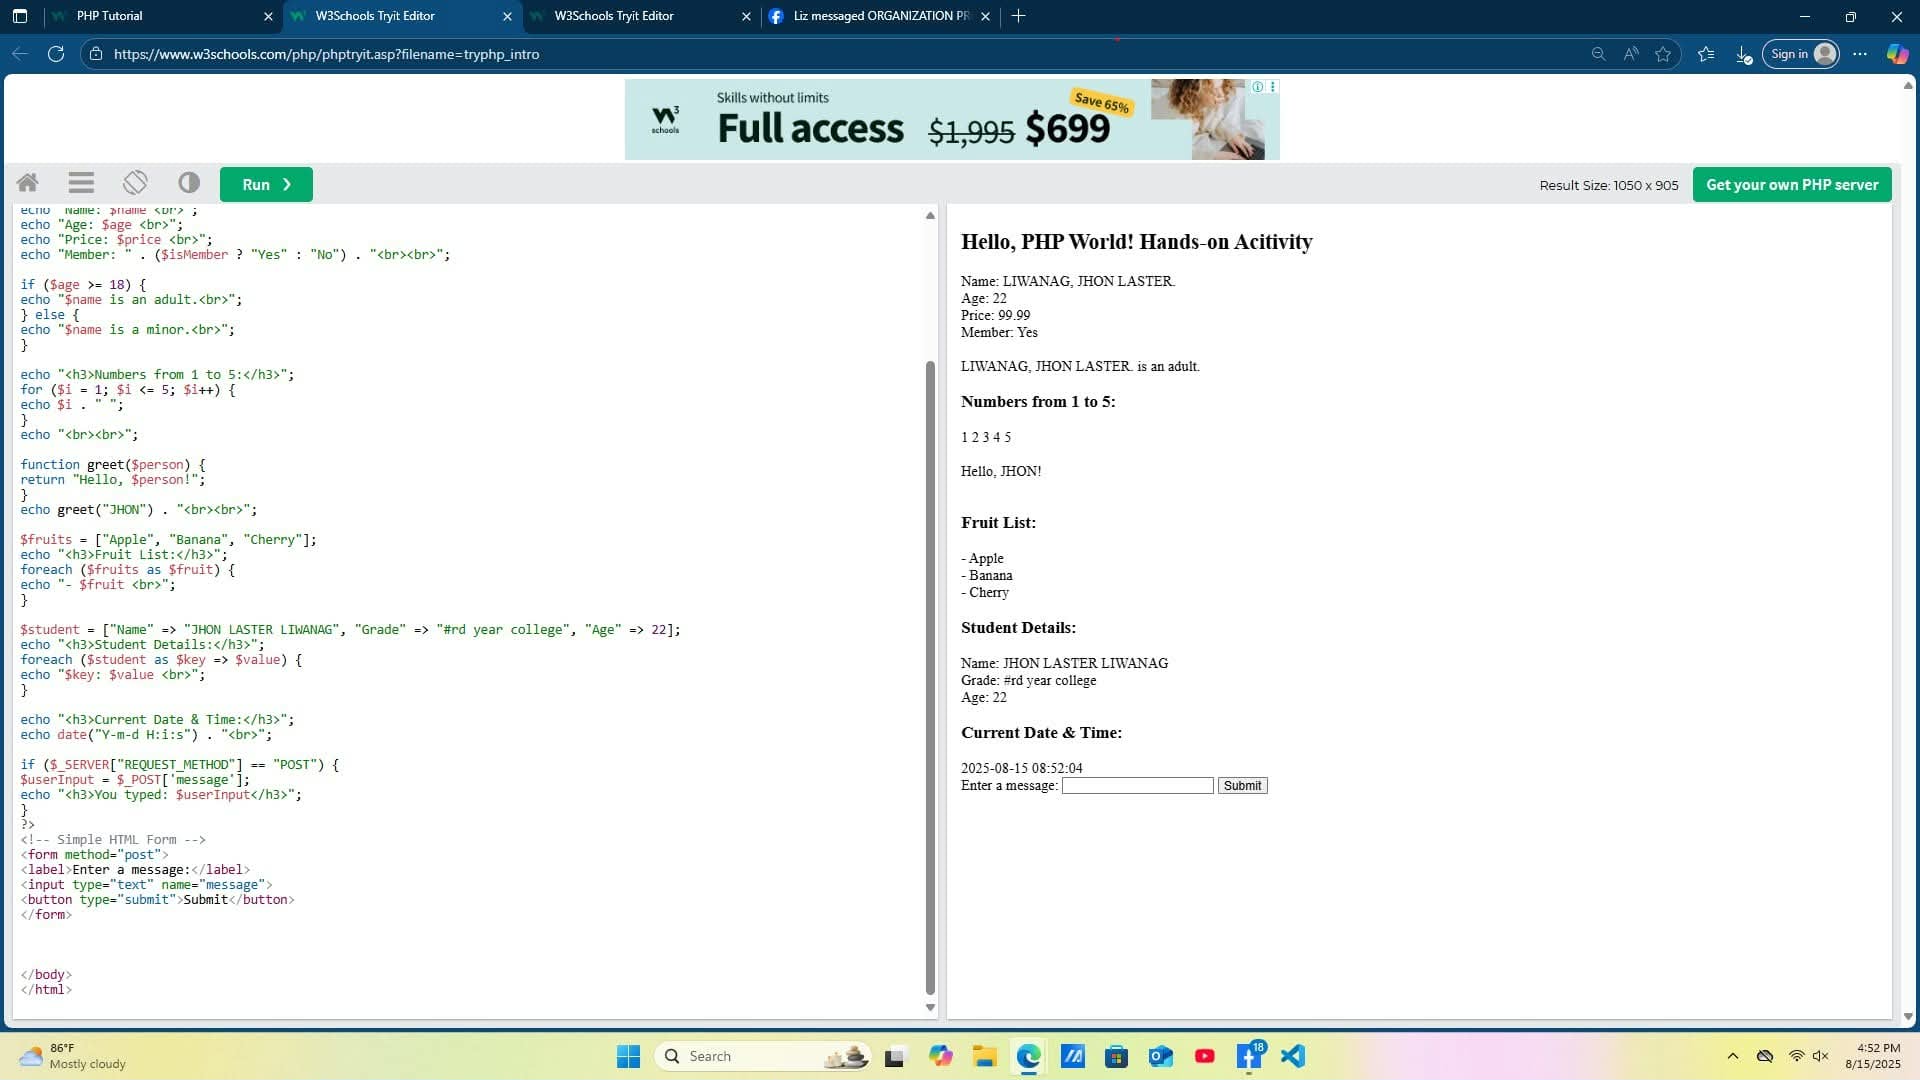 PHP Tutorial
W3Schools Tryit Editor
W3Schools Tryit Editor
Liz messaged ORGANIZATION PR
https://www.w3schools.com/php/phptryit.asp?filename=tryphp_intro
Sign in
w3 schools
Skills without limits
Full access $1,995 $699
Save 65%
Run ❯
Result Size: 1050 x 905
Get your own PHP server
echo "Name: $name <br>";
echo "Age: $age <br>";
echo "Price: $price <br>";
echo "Member: " . ($isMember ? "Yes" : "No") . "<br><br>";
if ($age >= 18) {
echo "$name is an adult.<br>";
} else {
echo "$name is a minor.<br>";
}
echo "<h3>Numbers from 1 to 5:</h3>";
for ($i = 1; $i <= 5; $i++) {
echo $i . " ";
}
echo "<br><br>";
function greet($person) {
return "Hello, $person!";
}
echo greet("JHON") . "<br><br>";
$fruits = ["Apple", "Banana", "Cherry"];
echo "<h3>Fruit List:</h3>";
foreach ($fruits as $fruit) {
echo "- $fruit <br>";
}
$student = ["Name" => "JHON LASTER LIWANAG", "Grade" => "#rd year college", "Age" => 22];
echo "<h3>Student Details:</h3>";
foreach ($student as $key => $value) {
echo "$key: $value <br>";
}
echo "<h3>Current Date & Time:</h3>";
echo date("Y-m-d H:i:s") . "<br>";
if ($_SERVER["REQUEST_METHOD"] == "POST") {
$userInput = $_POST['message'];
echo "<h3>You typed: $userInput</h3>";
}
?>
<!-- Simple HTML Form -->
<form method="post">
<label>Enter a message:</label>
<input type="text" name="message">
<button type="submit">Submit</button>
</form>
</body>
</html>
Hello, PHP World! Hands-on Acitivity
Name: LIWANAG, JHON LASTER.
Age: 22
Price: 99.99
Member: Yes
LIWANAG, JHON LASTER. is an adult.
Numbers from 1 to 5:
1 2 3 4 5
Hello, JHON!
Fruit List:
- Apple
- Banana
- Cherry
Student Details:
Name: JHON LASTER LIWANAG
Grade: #rd year college
Age: 22
Current Date & Time:
2025-08-15 08:52:04
Enter a message: Submit
86°F
Mostly cloudy
Search
18
4:52 PM
8/15/2025